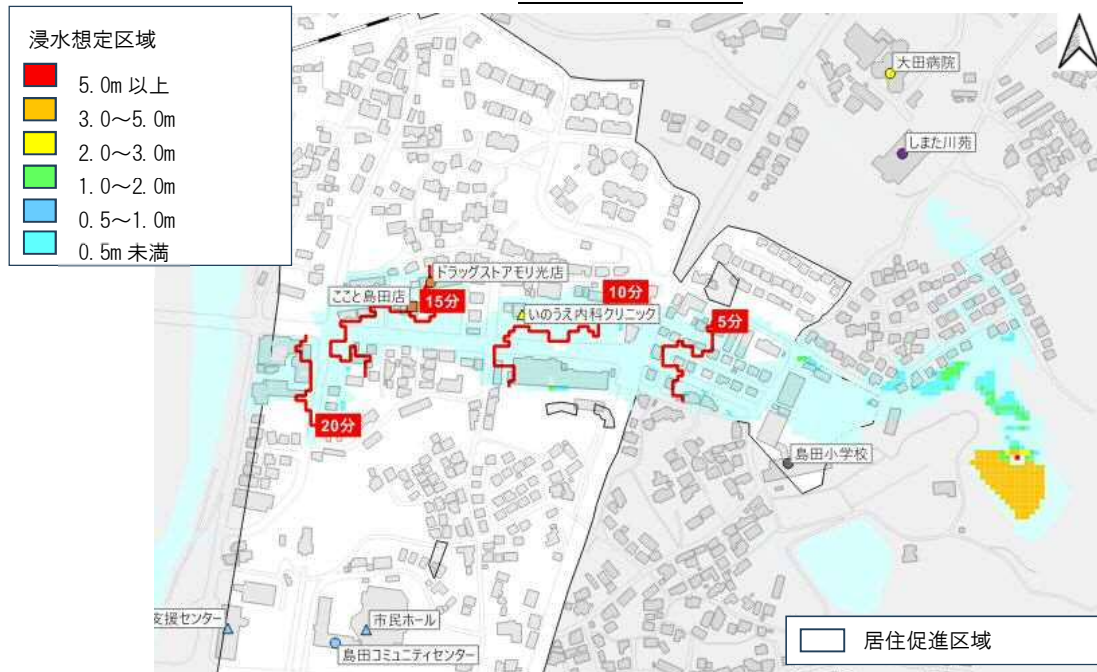 浸水想定区域
5.0m 以上
3.0～5.0m
2.0～3.0m
1.0～2.0m
0.5～1.0m
0.5m 未満
大田病院
しまた川苑
ドラッグストアモリ光店
ここと島田店
15分
10分
いのうえ内科クリニック
5分
20分
島田小学校
支援センター
市民ホール
島田コミュニティセンター
居住促進区域